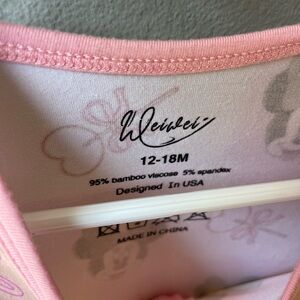 Weiwei
12-18M
95% bamboo viscose 5% spandex
Designed In USA
MADE IN CHINA